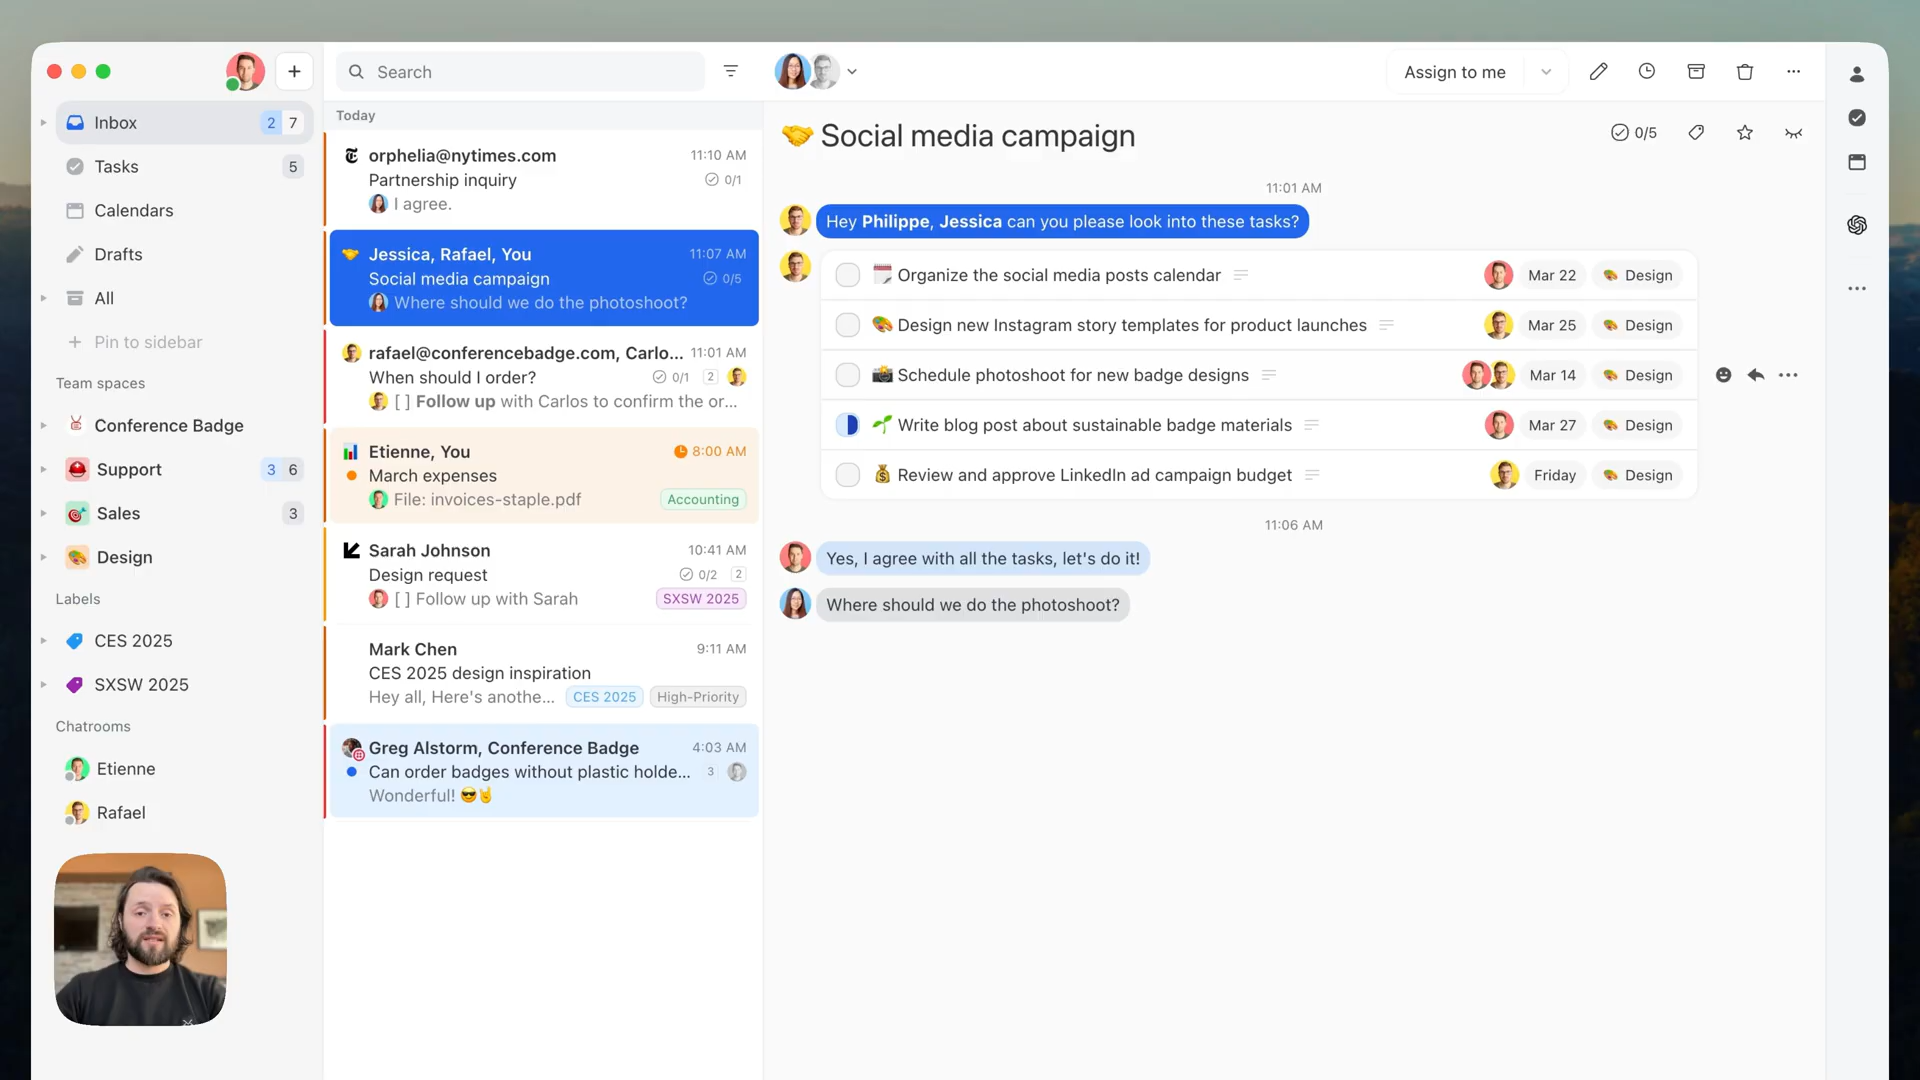 Inbox 2 7
Tasks 5
Calendars
Drafts
All
Pin to sidebar
Team spaces
Conference Badge
Support 3 6
Sales 3
Design
Labels
CES 2025
SXSW 2025
Chatrooms
Etienne
Rafael
Search
Today
orphelia@nytimes.com 11:10 AM
Partnership inquiry 0/1
I agree.
Jessica, Rafael, You 11:07 AM
Social media campaign 0/5
Where should we do the photoshoot?
rafael@conferencebadge.com, Carlo... 11:01 AM
When should I order? 0/1 2
[ ] Follow up with Carlos to confirm the or...
Etienne, You 8:00 AM
March expenses
File: invoices-staple.pdf Accounting
Sarah Johnson 10:41 AM
Design request 0/2 2
[ ] Follow up with Sarah SXSW 2025
Mark Chen 9:11 AM
CES 2025 design inspiration
Hey all, Here's anothe... CES 2025 High-Priority
Greg Alstorm, Conference Badge 4:03 AM
Can order badges without plastic holde... 3
Wonderful! 😎🤘
Assign to me
🤝 Social media campaign 0/5
11:01 AM
Hey Philippe, Jessica can you please look into these tasks?
🗓️ Organize the social media posts calendar Mar 22 🎨 Design
🎨 Design new Instagram story templates for product launches Mar 25 🎨 Design
📸 Schedule photoshoot for new badge designs Mar 14 🎨 Design
🌱 Write blog post about sustainable badge materials Mar 27 🎨 Design
💰 Review and approve LinkedIn ad campaign budget Friday 🎨 Design
11:06 AM
Yes, I agree with all the tasks, let's do it!
Where should we do the photoshoot?